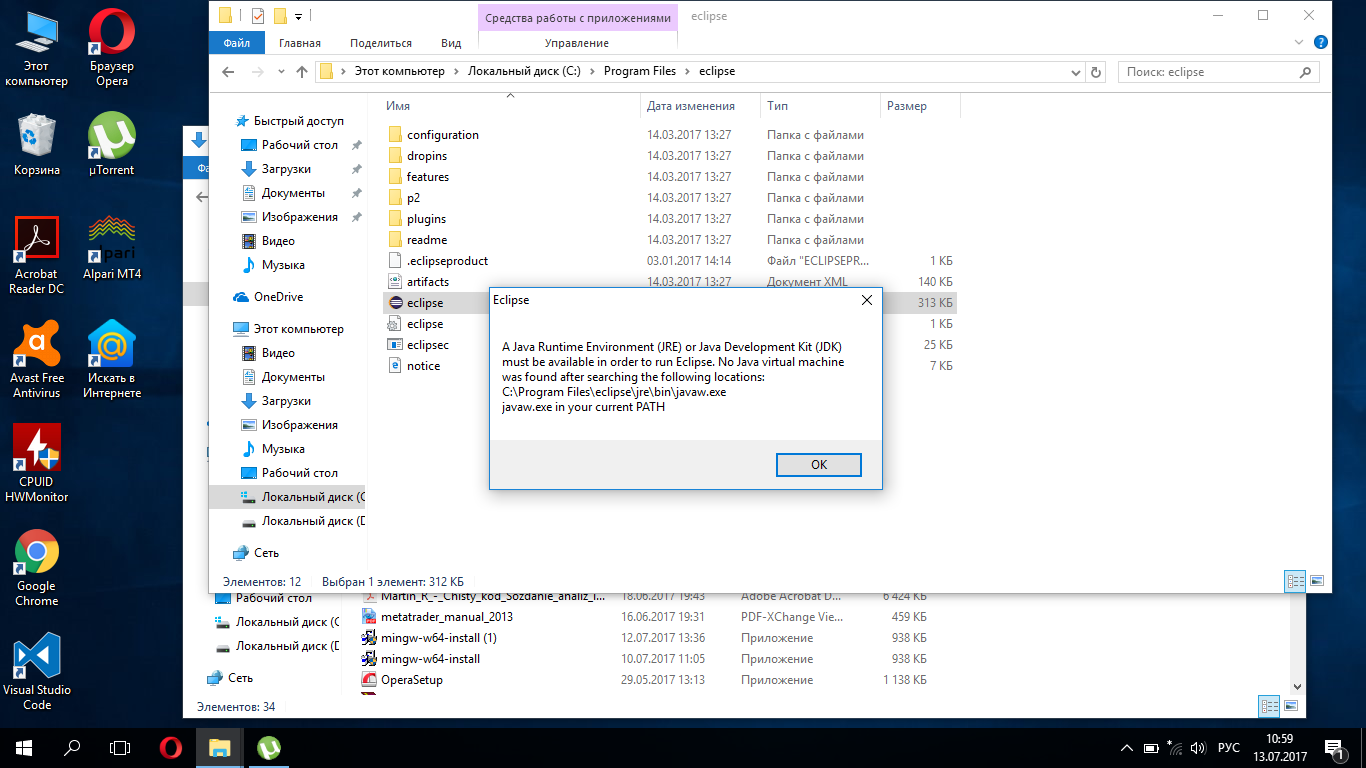 Этот
компьютер
Браузер
Opera
Корзина
µTorrent
Acrobat
Reader DC
Alpari MT4
Avast Free
Antivirus
Искать в
Интернете
CPUID
HWMonitor
Google
Chrome
Visual Studio
Code
Средства работы с приложениями
eclipse
Файл
Главная
Поделиться
Вид
Управление
Этот компьютер
Локальный диск (C:)
Program Files
eclipse
Поиск: eclipse
Быстрый доступ
Рабочий стол
Загрузки
Документы
Изображения
Видео
Музыка
OneDrive
Этот компьютер
Видео
Документы
Загрузки
Изображения
Музыка
Рабочий стол
Локальный диск (C
Локальный диск (D
Сеть
Имя Дата изменения Тип Размер
configuration 14.03.2017 13:27 Папка с файлами
dropins 14.03.2017 13:27 Папка с файлами
features 14.03.2017 13:27 Папка с файлами
p2 14.03.2017 13:27 Папка с файлами
plugins 14.03.2017 13:27 Папка с файлами
readme 14.03.2017 13:27 Папка с файлами
.eclipseproduct 03.01.2017 14:14 Файл "ECLIPSEPR... 1 КБ
artifacts 14.03.2017 13:27 Документ XML 140 КБ
eclipse 313 КБ
eclipse 1 КБ
eclipsec 25 КБ
notice 7 КБ
Eclipse
A Java Runtime Environment (JRE) or Java Development Kit (JDK)
must be available in order to run Eclipse. No Java virtual machine
was found after searching the following locations:
C:\Program Files\eclipse\jre\bin\javaw.exe
javaw.exe in your current PATH
OK
Элементов: 12 Выбран 1 элемент: 312 КБ
Рабочий стол
Локальный диск (C
Локальный диск (D
Сеть
Martin_R_-_Chisty_kod_Sozdanie_analiz_i... 18.06.2017 19:43 Adobe Acrobat D... 6 424 КБ
metatrader_manual_2013 16.06.2017 19:31 PDF-XChange Vie... 459 КБ
mingw-w64-install (1) 12.07.2017 13:36 Приложение 938 КБ
mingw-w64-install 10.07.2017 11:05 Приложение 938 КБ
OperaSetup 29.05.2017 13:13 Приложение 1 138 КБ
Элементов: 34
РУС
10:59
13.07.2017
1